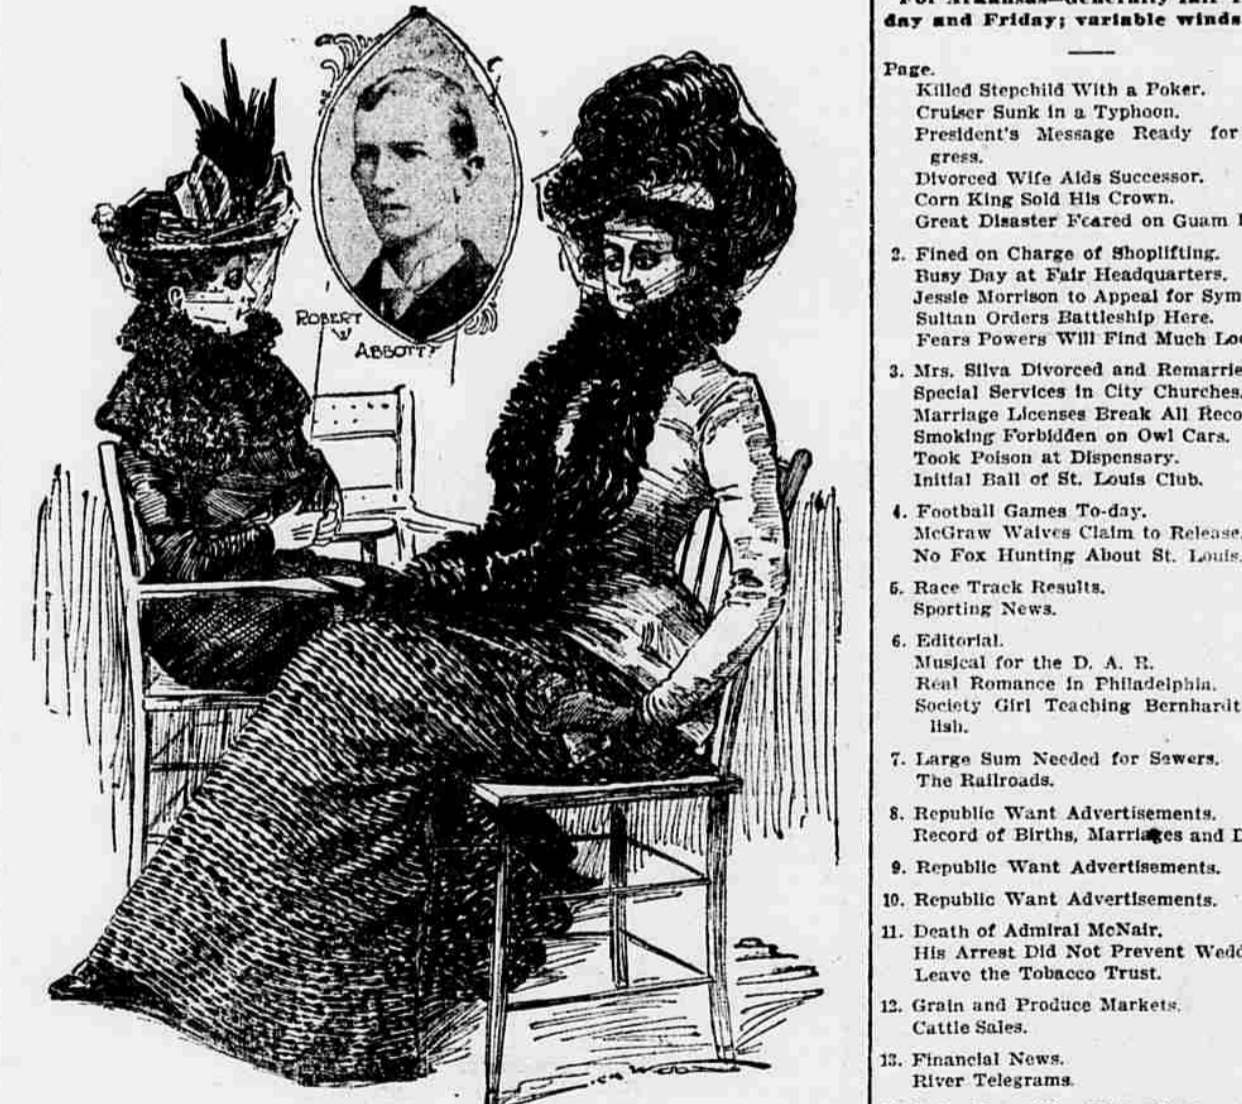 ROBERT
W
ABBOTT.
day and Friday; variable winds
Page.
Killed Stepchild With a Poker.
Cruiser Sunk in a Typhoon.
President's Message Ready for
gress.
Divorced Wife Aids Successor.
Corn King Sold His Crown.
Great Disaster Feared on Guam
2. Fined on Charge of Shoplifting.
Busy Day at Fair Headquarters.
Jessie Morrison to Appeal for Sym
Sultan Orders Battleship Here.
Fears Powers Will Find Much Loo
3. Mrs. Silva Divorced and Remarrie
Special Services in City Churches.
Marriage Licenses Break All Reco
Smoking Forbidden on Owl Cars.
Took Poison at Dispensary.
Initial Ball of St. Louis Club.
4. Football Games To-day.
McGraw Waives Claim to Release.
No Fox Hunting About St. Louis.
5. Race Track Results.
Sporting News.
6. Editorial.
Musical for the D. A. R.
Real Romance in Philadelphia.
Society Girl Teaching Bernhardt
lish.
7. Large Sum Needed for Sewers.
The Railroads.
8. Republic Want Advertisements.
Record of Births, Marriages and D
9. Republic Want Advertisements.
10. Republic Want Advertisements.
11. Death of Admiral McNair.
His Arrest Did Not Prevent Wedd
Leave the Tobacco Trust.
12. Grain and Produce Markets.
Cattle Sales.
13. Financial News.
River Telegrams.